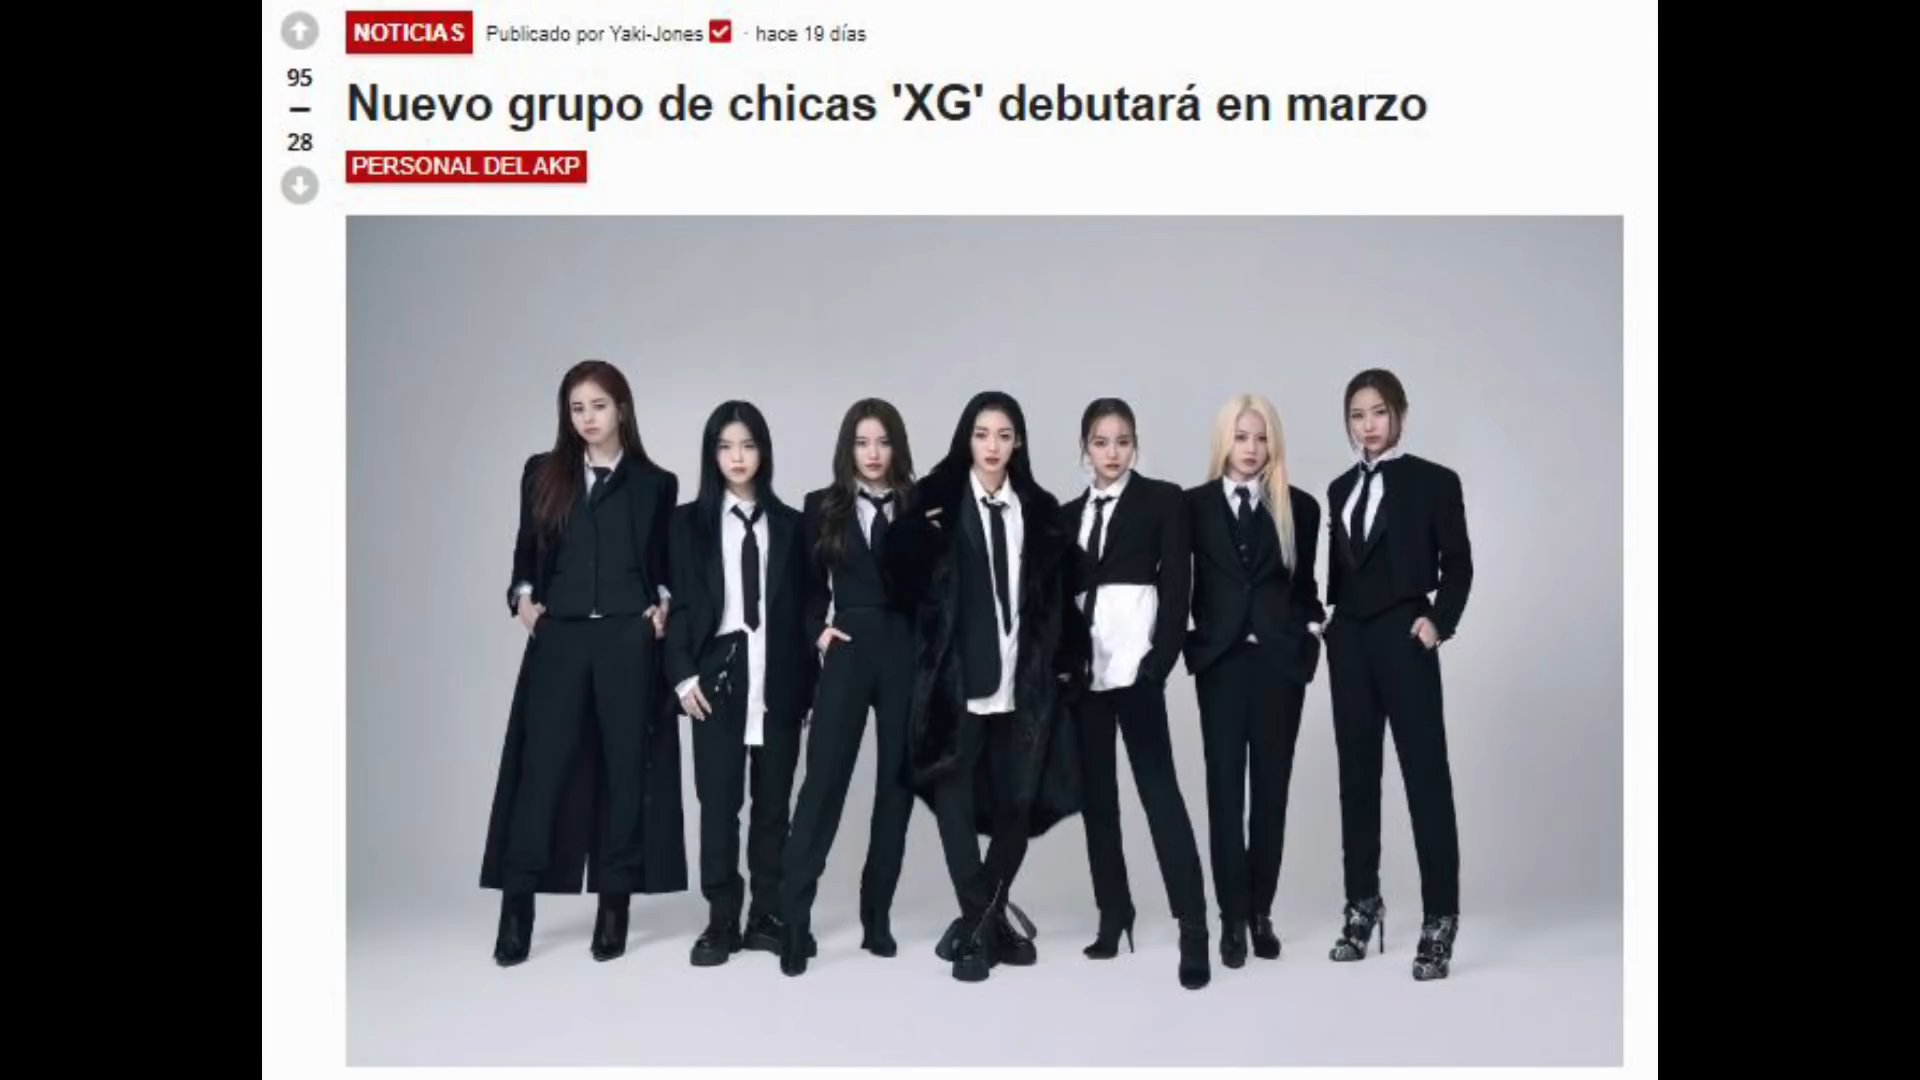 NOTICIAS Publicado por Yaki-Jones · hace 19 días
95
28
Nuevo grupo de chicas 'XG' debutará en marzo
PERSONAL DEL AKP